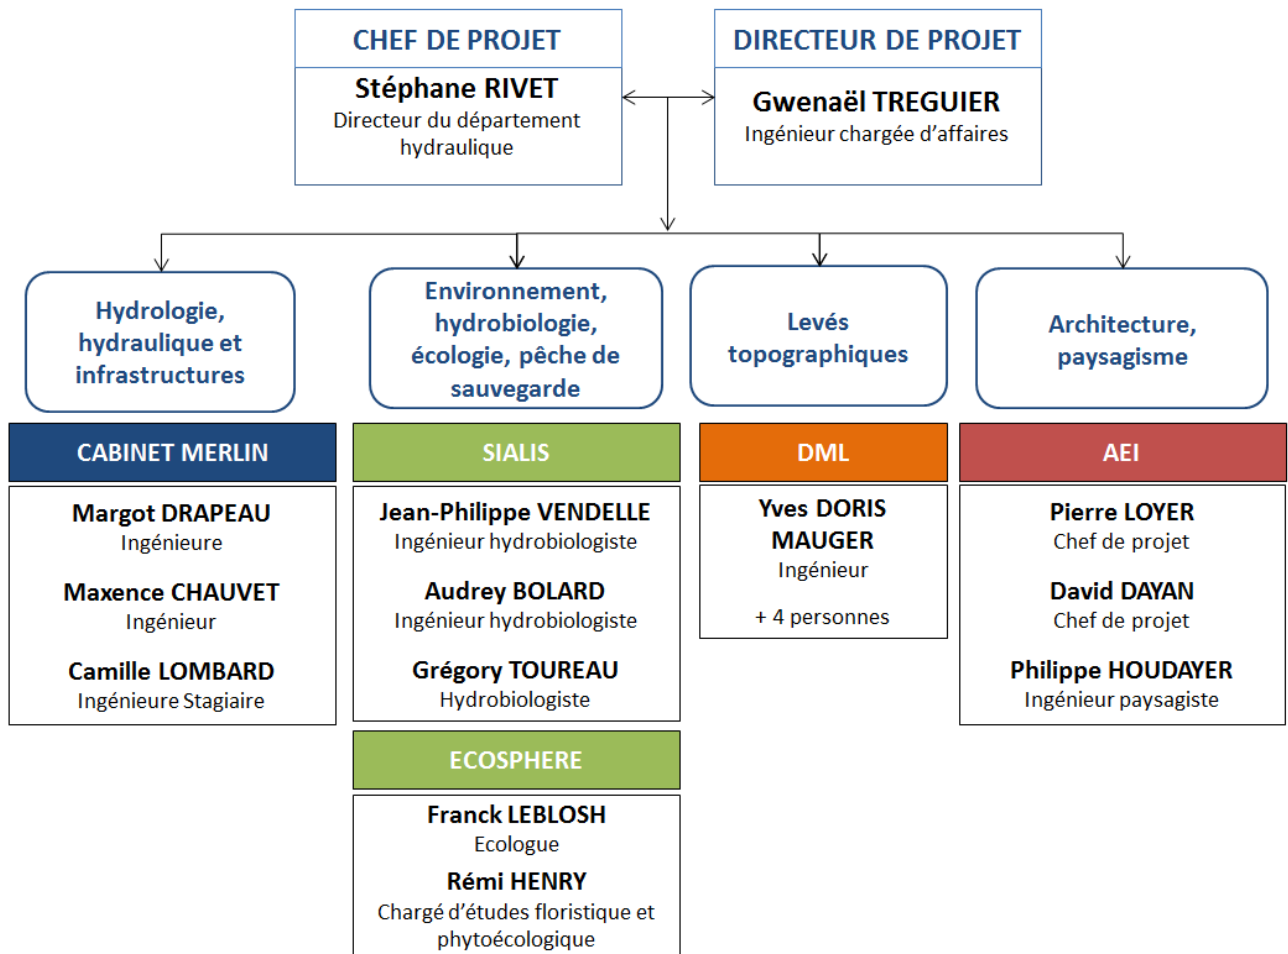 CHEF DE PROJET
Stéphane RIVET
Directeur du département
hydraulique
DIRECTEUR DE PROJET
Gwenaël TREGUIER
Ingénieur chargée d’affaires
Hydrologie,
hydraulique et
infrastructures
Environnement,
hydrobiologie,
écologie, pêche de
sauvegarde
Levés
topographiques
Architecture,
paysagisme
CABINET MERLIN
Margot DRAPEAU
Ingénieure
Maxence CHAUVET
Ingénieur
Camille LOMBARD
Ingénieure Stagiaire
SIALIS
Jean-Philippe VENDELLE
Ingénieur hydrobiologiste
Audrey BOLARD
Ingénieur hydrobiologiste
Grégory TOUREAU
Hydrobiologiste
ECOSPHERE
Franck LEBLOSH
Ecologue
Rémi HENRY
Chargé d’études floristique et
phytoécologique
DML
Yves DORIS
MAUGER
Ingénieur
+ 4 personnes
AEI
Pierre LOYER
Chef de projet
David DAYAN
Chef de projet
Philippe HOUDAYER
Ingénieur paysagiste